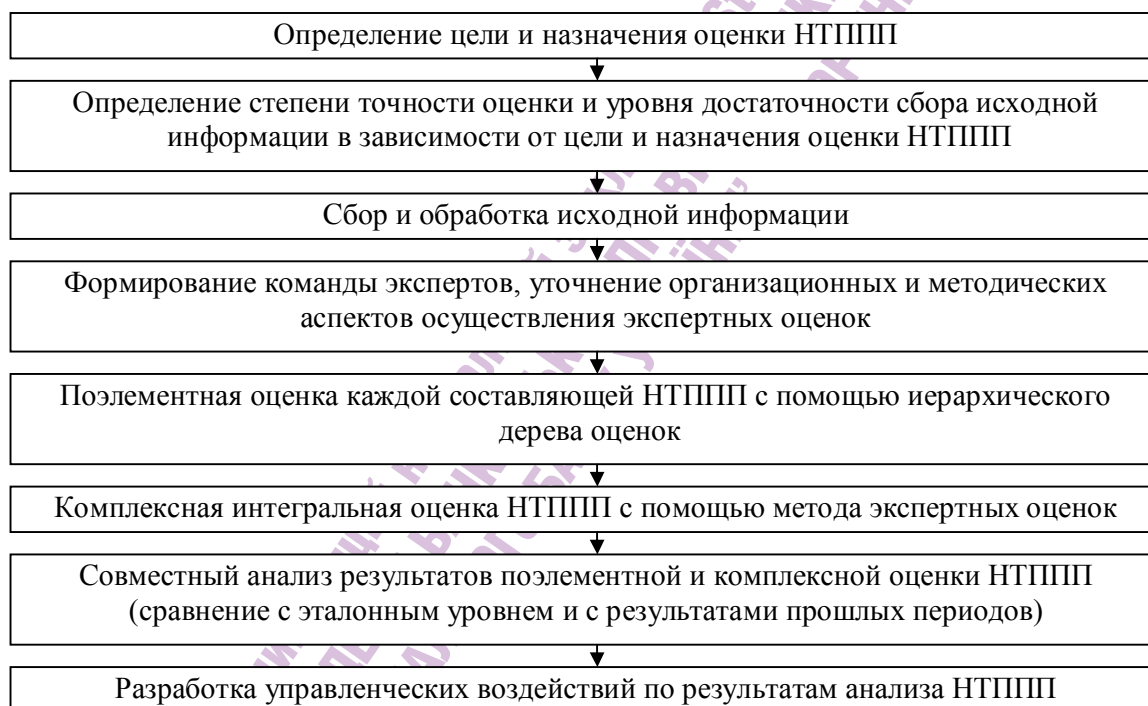 Определение цели и назначения оценки НТППП
Определение степени точности оценки и уровня достаточности сбора исходной
информации в зависимости от цели и назначения оценки НТППП
Сбор и обработка исходной информации
Формирование команды экспертов, уточнение организационных и методических
аспектов осуществления экспертных оценок
Поэлементная оценка каждой составляющей НТППП с помощью иерархического
дерева оценок
Комплексная интегральная оценка НТППП с помощью метода экспертных оценок
Совместный анализ результатов поэлементной и комплексной оценки НТППП
(сравнение с эталонным уровнем и с результатами прошлых периодов)
Разработка управленческих воздействий по результатам анализа НТППП